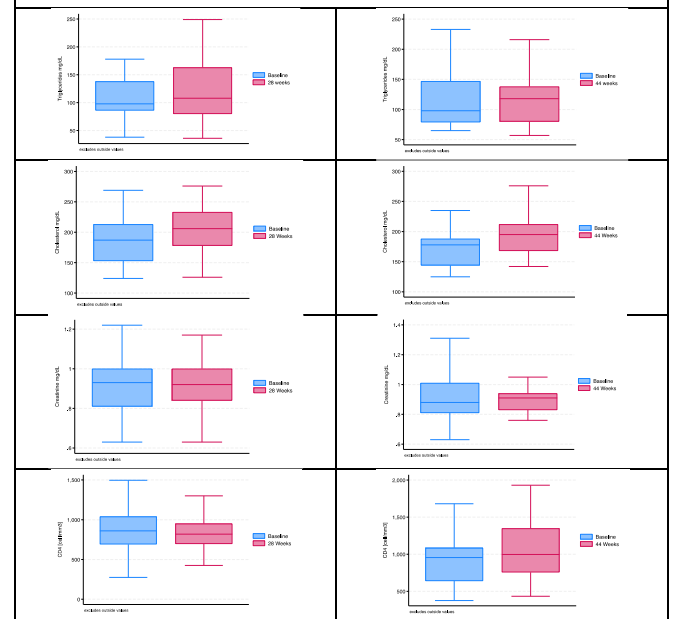 250
200
150
100
50
Triglycerides mg/dL
Baseline
28 weeks
excludes outside values
250
200
150
100
50
Triglycerides mg/dL
Baseline
44 weeks
excludes outside values
300
250
200
150
100
Cholesterol mg/dL
Baseline
28 Weeks
excludes outside values
300
250
200
150
100
Cholesterol mg/dL
Baseline
44 Weeks
excludes outside values
1.2
1
.8
.6
Creatinine mg/dL
Baseline
28 Weeks
excludes outside values
1.4
1.2
1
.8
.6
Creatinine mg/dL
Baseline
44 Weeks
excludes outside values
1,500
1,000
500
0
CD4 [cell/mm3]
Baseline
28 Weeks
excludes outside values
2,000
1,500
1,000
500
CD4 [cell/mm3]
Baseline
44 Weeks
excludes outside values